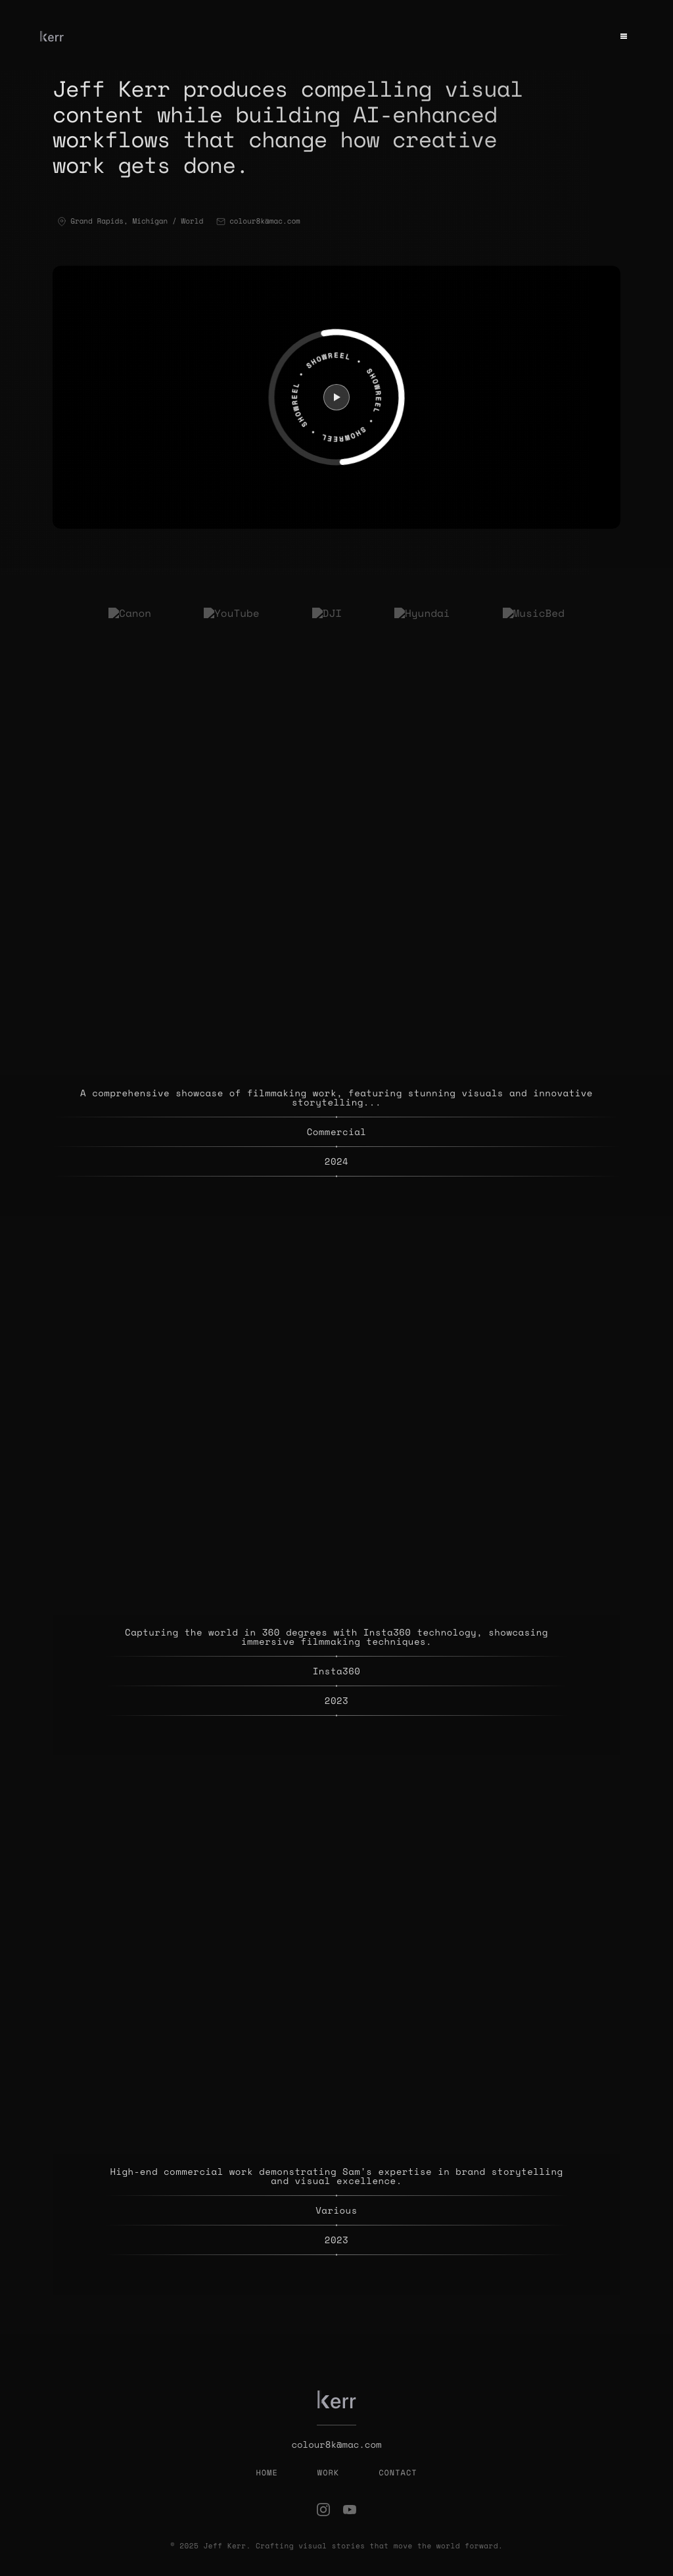 kerr
Jeff Kerr produces compelling visual
content while building AI-enhanced
workflows that change how creative
work gets done.
Grand Rapids, Michigan / World
colour8k@mac.com
SHOWREEL • SHOWREEL • SHOWREEL • SHOWREEL •
Canon YouTube DJI Hyundai MusicBed
A comprehensive showcase of filmmaking work, featuring stunning visuals and innovative
storytelling...
Commercial
2024
Capturing the world in 360 degrees with Insta360 technology, showcasing
immersive filmmaking techniques.
Insta360
2023
High-end commercial work demonstrating Sam's expertise in brand storytelling
and visual excellence.
Various
2023
kerr
colour8k@mac.com
HOME WORK CONTACT
© 2025 Jeff Kerr. Crafting visual stories that move the world forward.